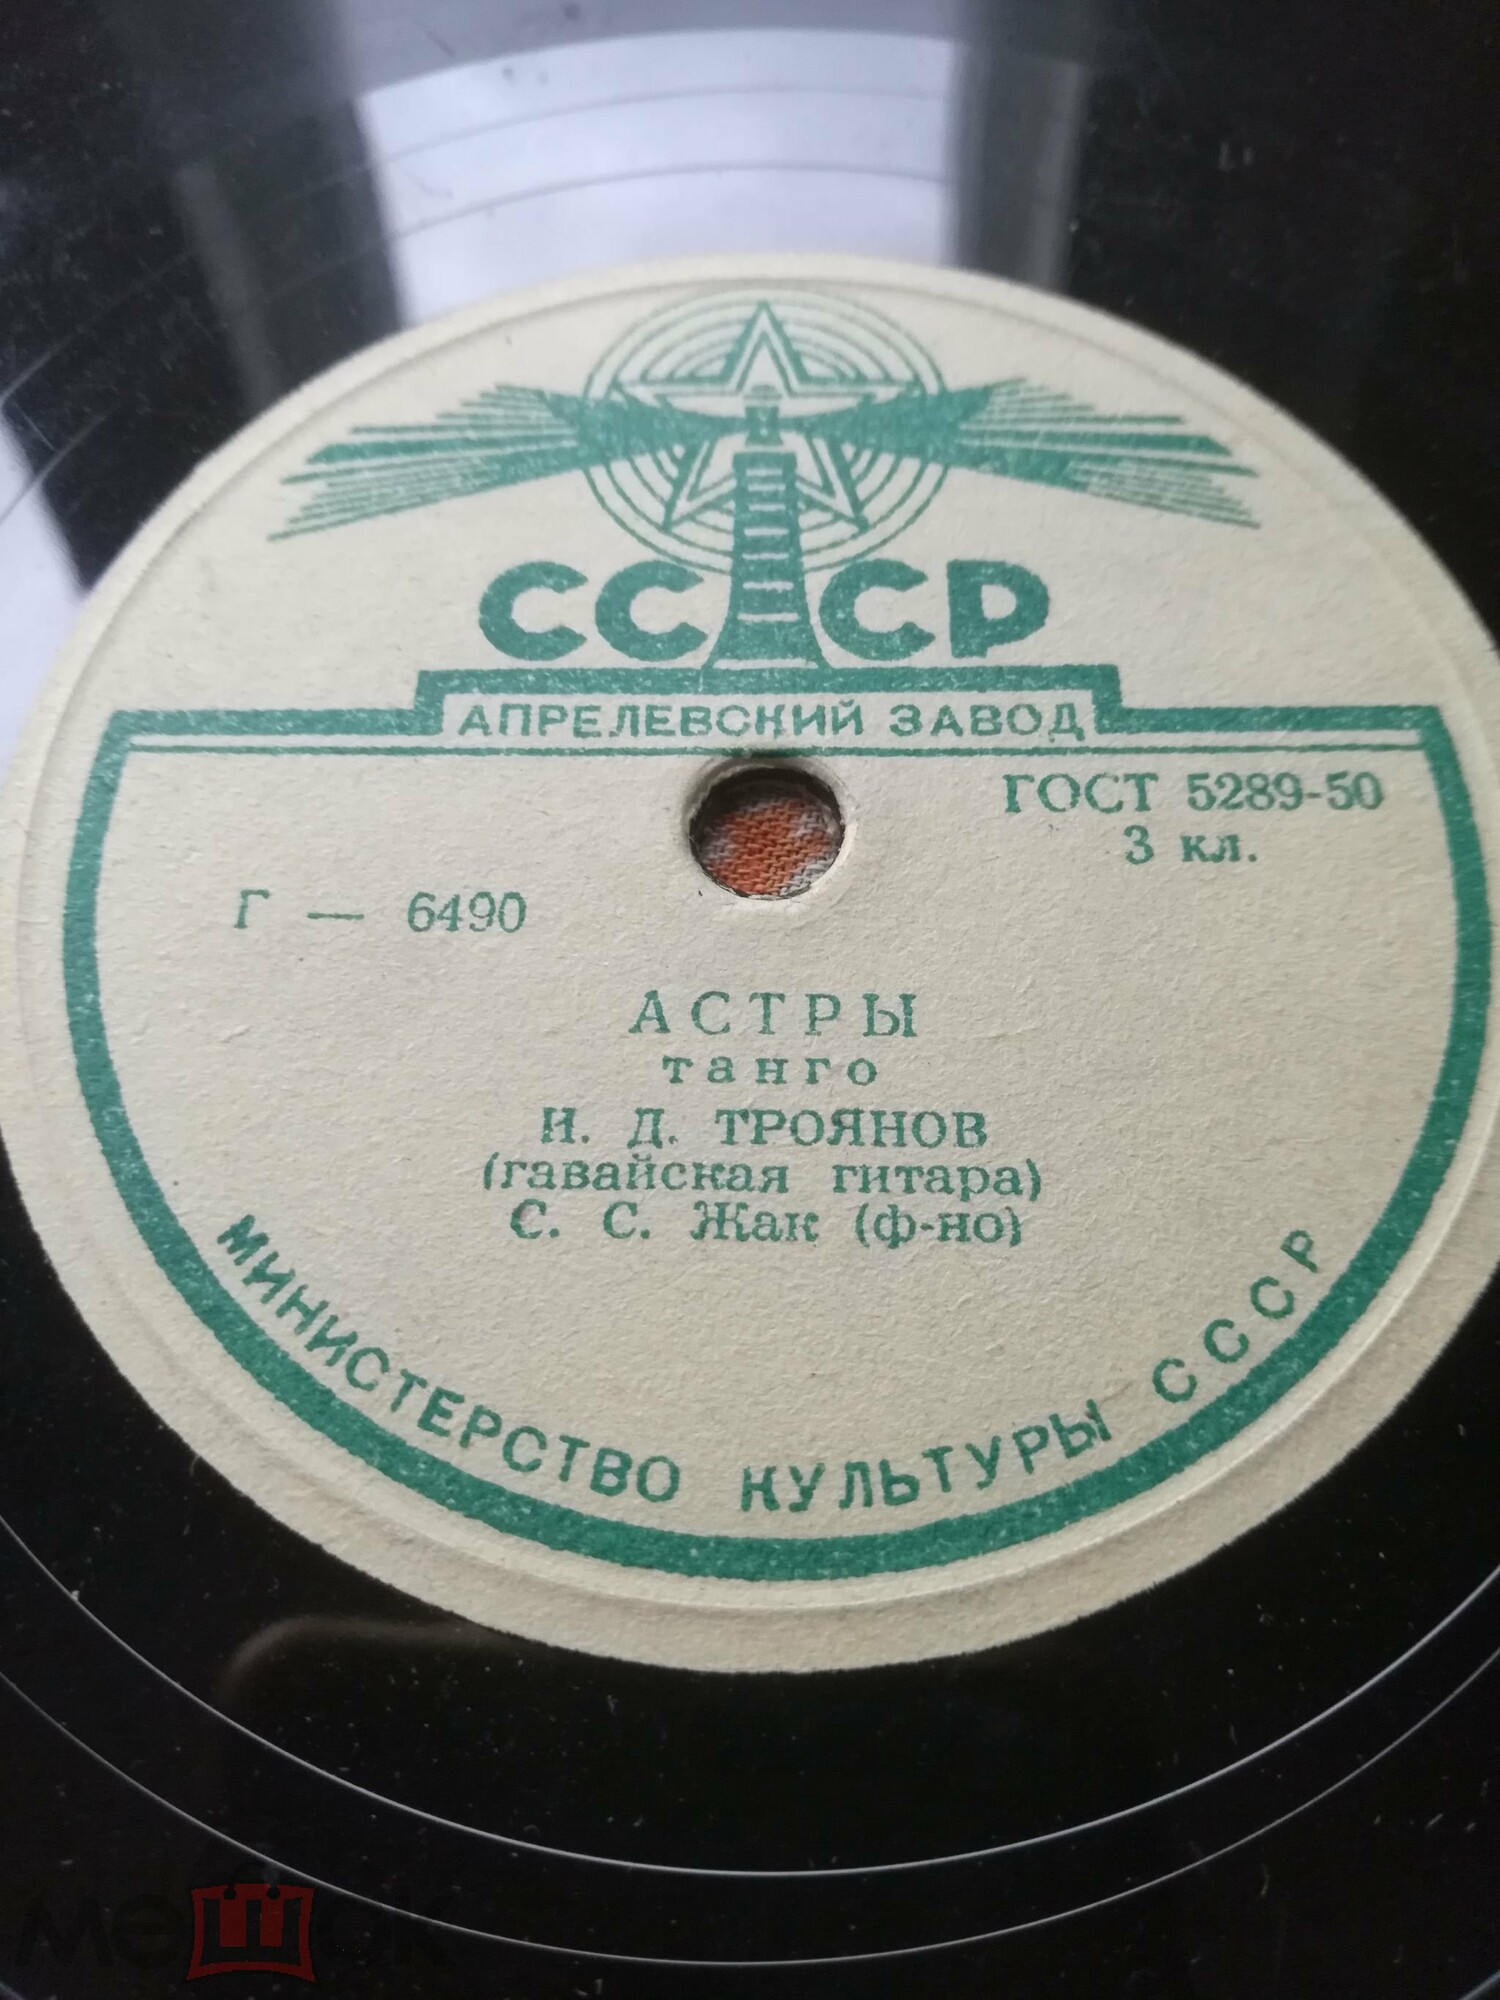 СССР
АПРЕЛЕВСКИЙ ЗАВОД
ГОСТ 5289-50
3 кл.
Г — 6490
АСТРЫ
танго
И. Д. ТРОЯНОВ
(гавайская гитара)
С. С. Жак (ф-но)
МИНИСТЕРСТВО КУЛЬТУРЫ СССР
мешок